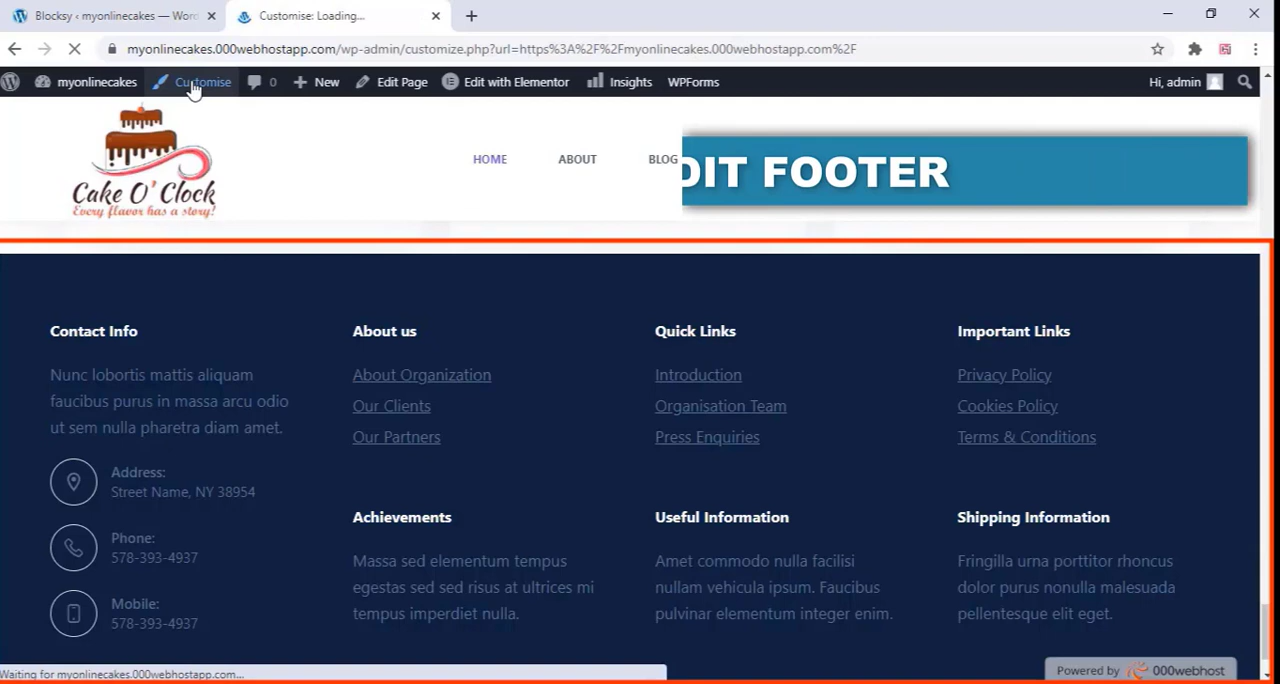 Blocksy ‹ myonlinecakes — Wor
Customise: Loading...
myonlinecakes.000webhostapp.com/wp-admin/customize.php?url=https%3A%2F%2Fmyonlinecakes.000webhostapp.com%2F
myonlinecakes Customise 0 New Edit Page Edit with Elementor Insights WPForms Hi, admin
Cake O'Clock
Every flavor has a story!
HOME ABOUT BLOG
DIT FOOTER
Contact Info
Nunc lobortis mattis aliquam
faucibus purus in massa arcu odio
ut sem nulla pharetra diam amet.
Address:
Street Name, NY 38954
Phone:
578-393-4937
Mobile:
578-393-4937
About us
About Organization
Our Clients
Our Partners
Quick Links
Introduction
Organisation Team
Press Enquiries
Important Links
Privacy Policy
Cookies Policy
Terms & Conditions
Achievements
Massa sed elementum tempus
egestas sed sed risus at ultrices mi
tempus imperdiet nulla.
Useful Information
Amet commodo nulla facilisi
nullam vehicula ipsum. Faucibus
pulvinar elementum integer enim.
Shipping Information
Fringilla urna porttitor rhoncus
dolor purus nonulla malesuada
pellentesque elit eget.
Waiting for myonlinecakes.000webhostapp.com...
Powered by 000webhost